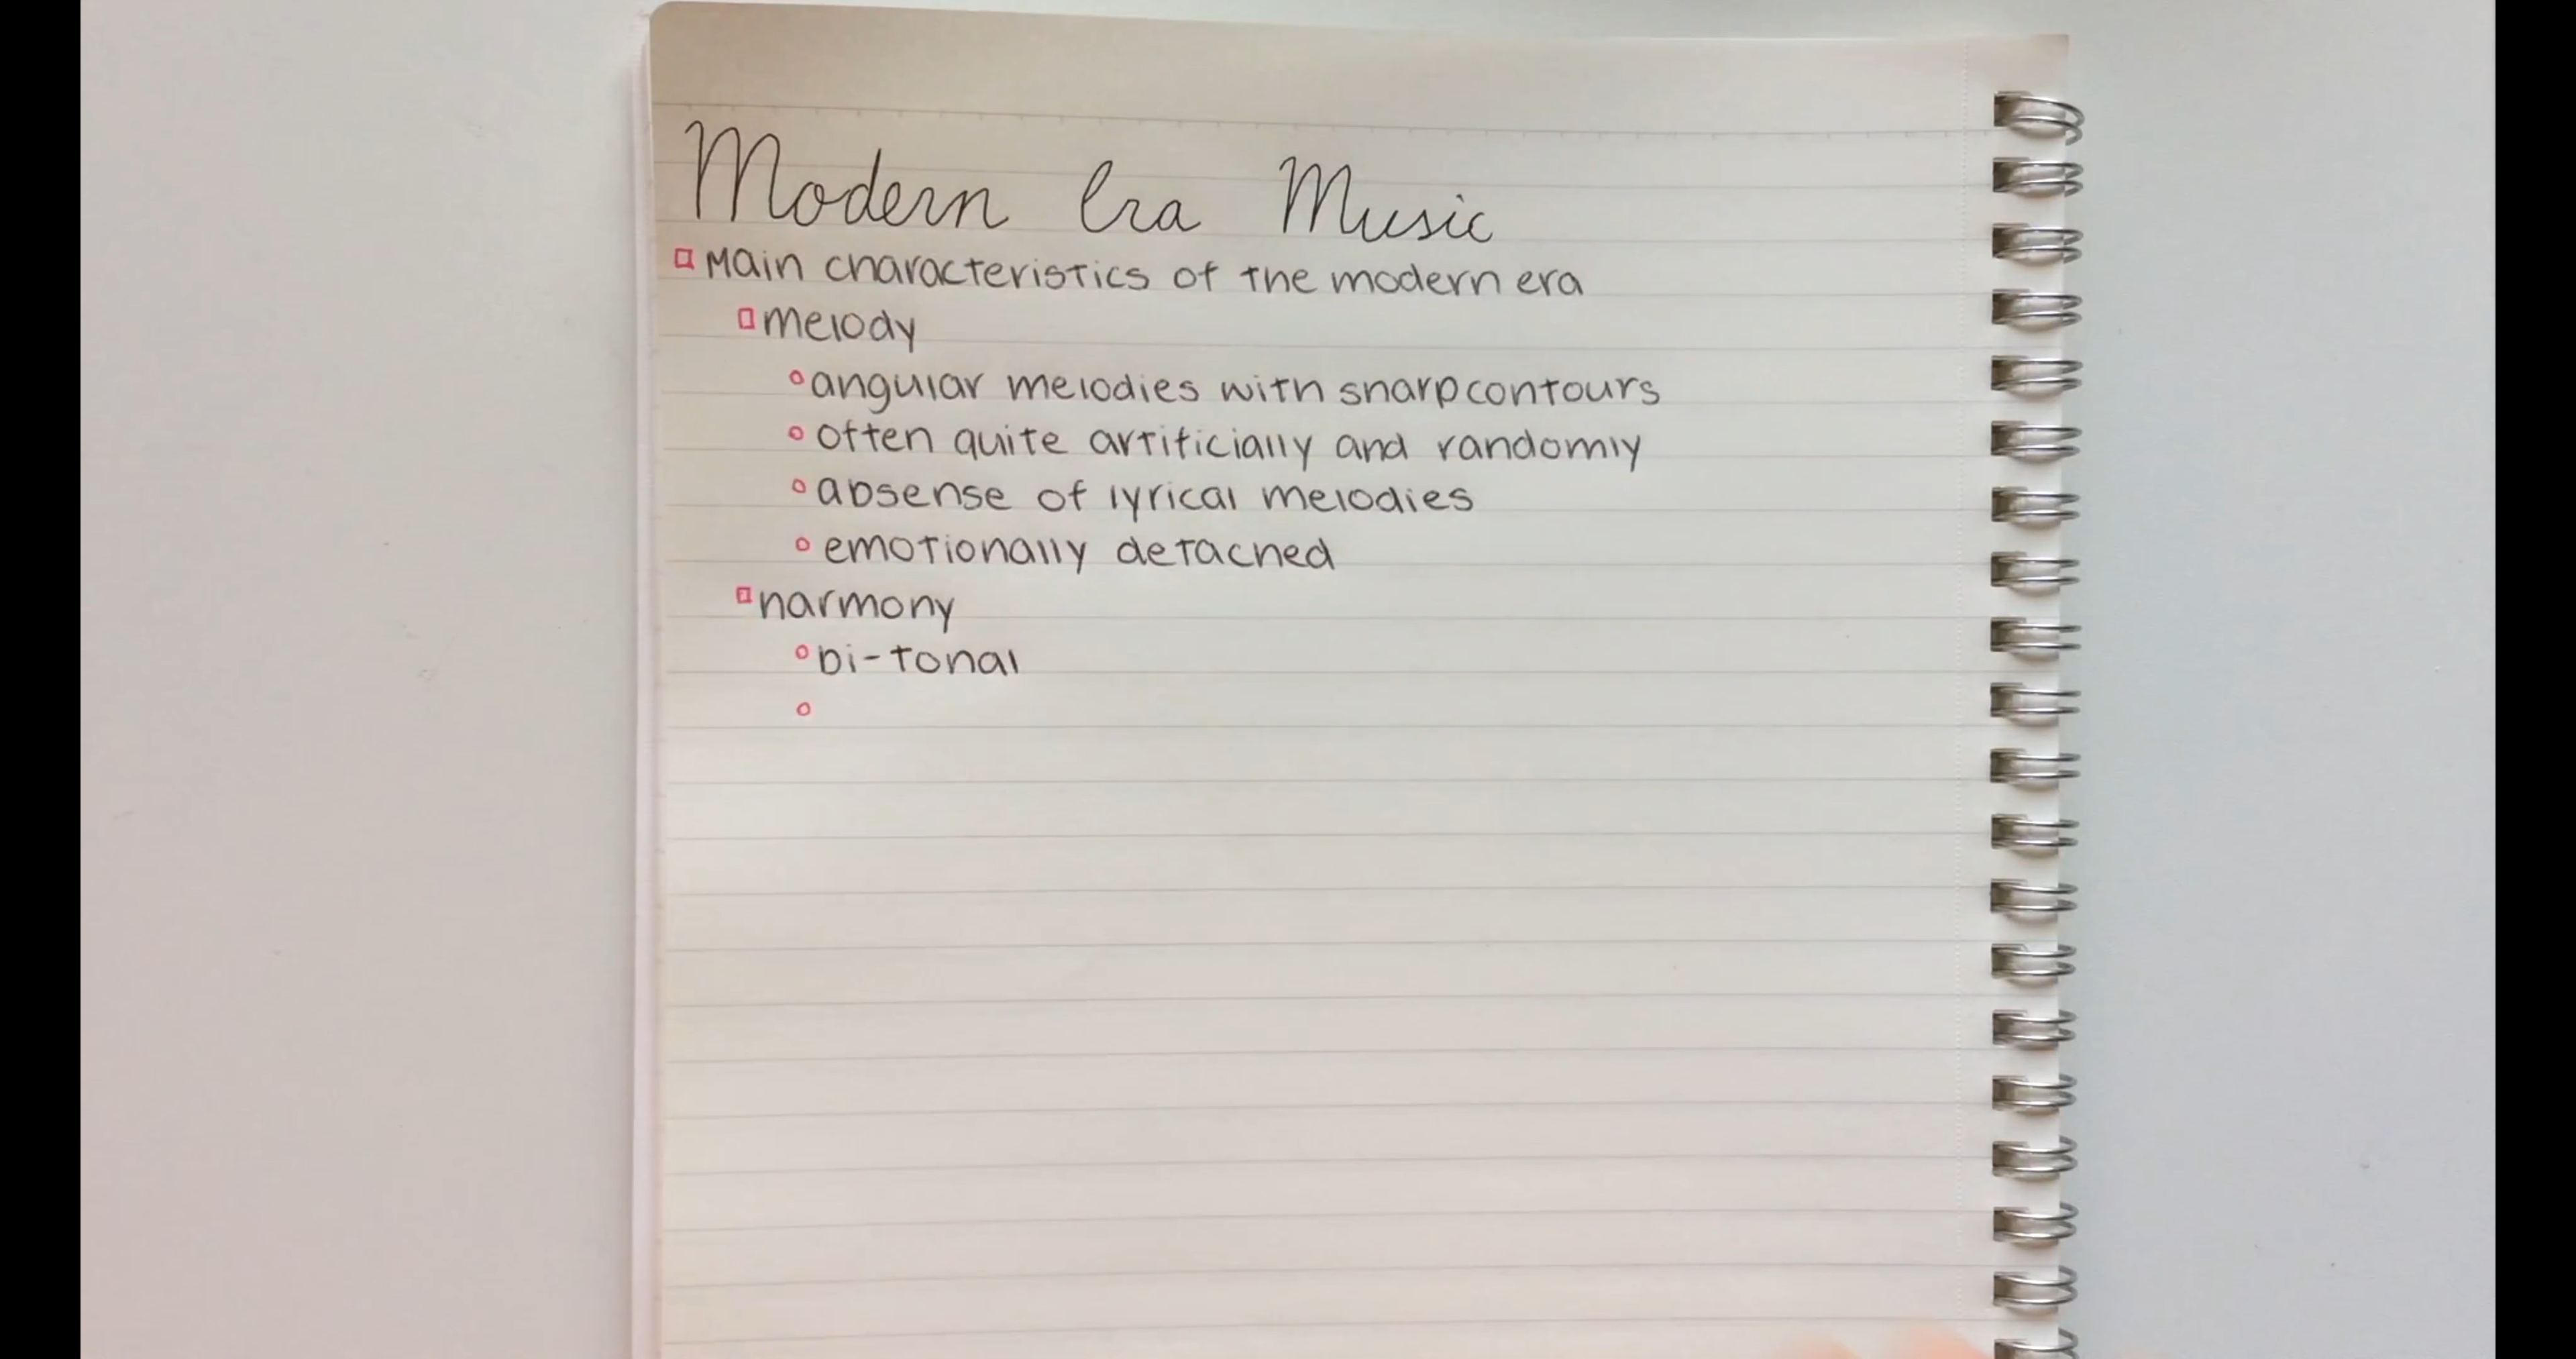 Modern Era Music
Main characteristics of the modern era
melody
angular melodies with sharp contours
often quite artificially and randomly
absense of lyrical melodies
emotionally detached
harmony
bi-tonal